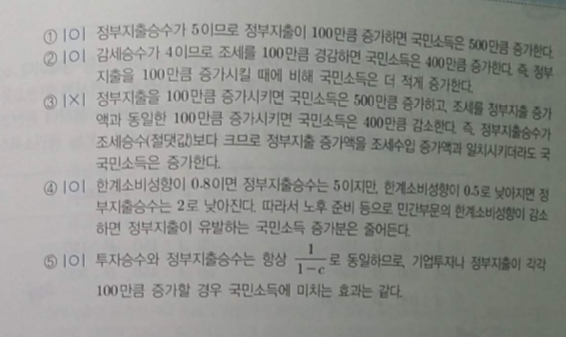 ① |O| 정부지출승수가 5이므로 정부지출이 100만큼 증가하면 국민소득은 500만큼 증가한다.
② |O| 감세승수가 4이므로 조세를 100만큼 경감하면 국민소득은 400만큼 증가한다. 즉, 정부
지출을 100만큼 증가시킬 때에 비해 국민소득은 더 적게 증가한다.
③ |×| 정부지출을 100만큼 증가시키면 국민소득은 500만큼 증가하고, 조세를 정부지출 증가
액과 동일한 100만큼 증가시키면 국민소득은 400만큼 감소한다. 즉, 정부지출승수가
조세승수(절댓값)보다 크므로 정부지출 증가액을 조세수입 증가액과 일치시키더라도 국
국민소득은 증가한다.
④ |O| 한계소비성향이 0.8이면 정부지출승수는 5이지만, 한계소비성향이 0.5로 낮아지면 정
부지출승수는 2로 낮아진다. 따라서 노후 준비 등으로 민간부문의 한계소비성향이 감소
하면 정부지출이 유발하는 국민소득 증가분은 줄어든다.
⑤ |O| 투자승수와 정부지출승수는 항상 1/(1-c)로 동일하므로, 기업투자나 정부지출이 각각
100만큼 증가할 경우 국민소득에 미치는 효과는 같다.